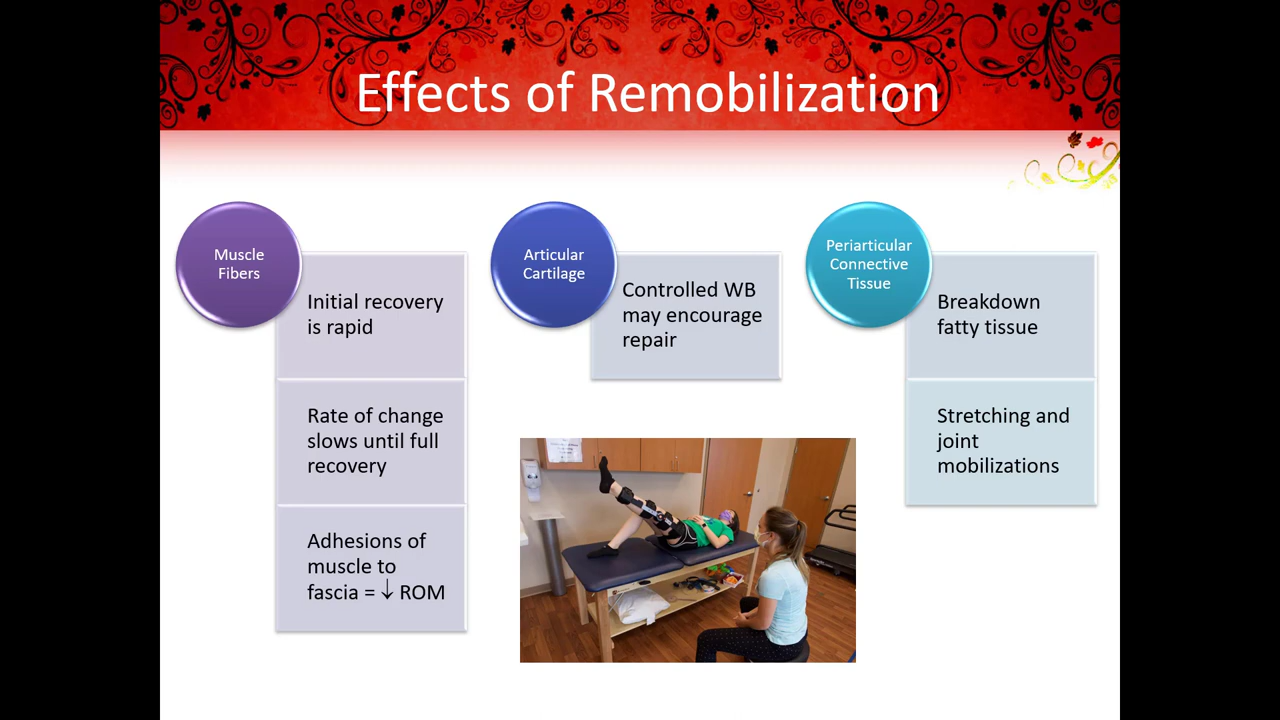 Effects of Remobilization
Muscle
Fibers
Initial recovery
is rapid
Rate of change
slows until full
recovery
Adhesions of
muscle to
fascia = ↓ ROM
Articular
Cartilage
Controlled WB
may encourage
repair
Periarticular
Connective
Tissue
Breakdown
fatty tissue
Stretching and
joint
mobilizations